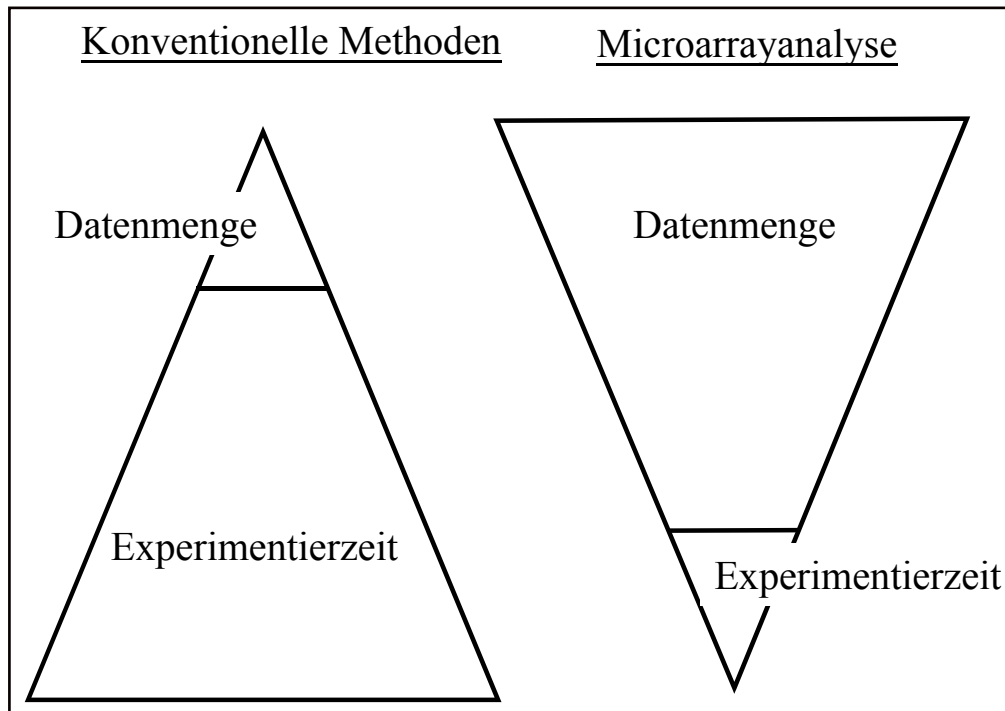 Konventionelle Methoden
Microarrayanalyse
Datenmenge
Datenmenge
Experimentierzeit
Experimentierzeit